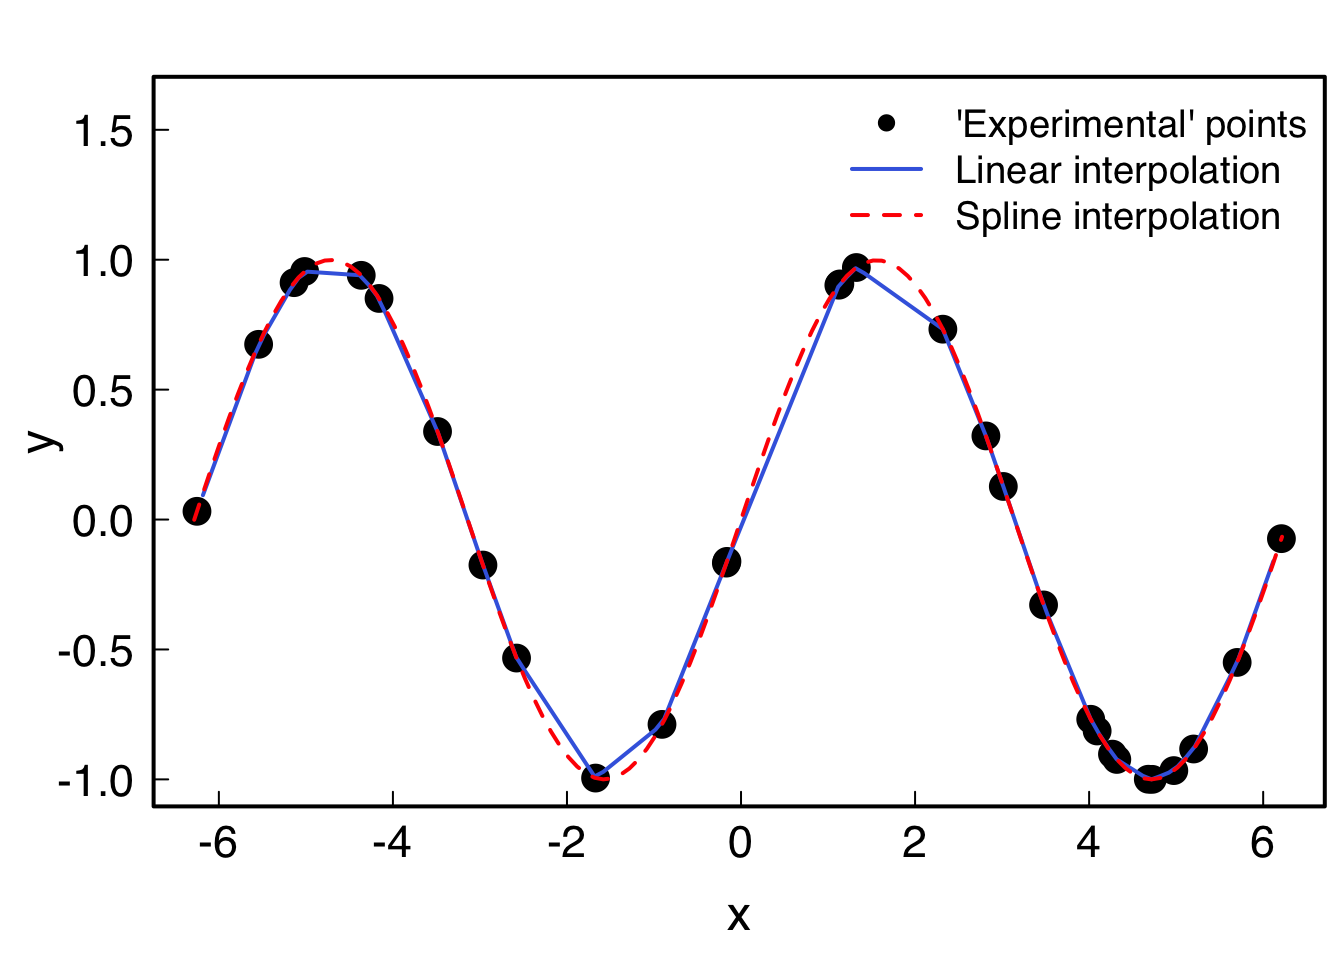 'Experimental' points
Linear interpolation
Spline interpolation
1.5
1.0
0.5
0.0
-0.5
-1.0
y
-6 -4 -2 0 2 4 6
x